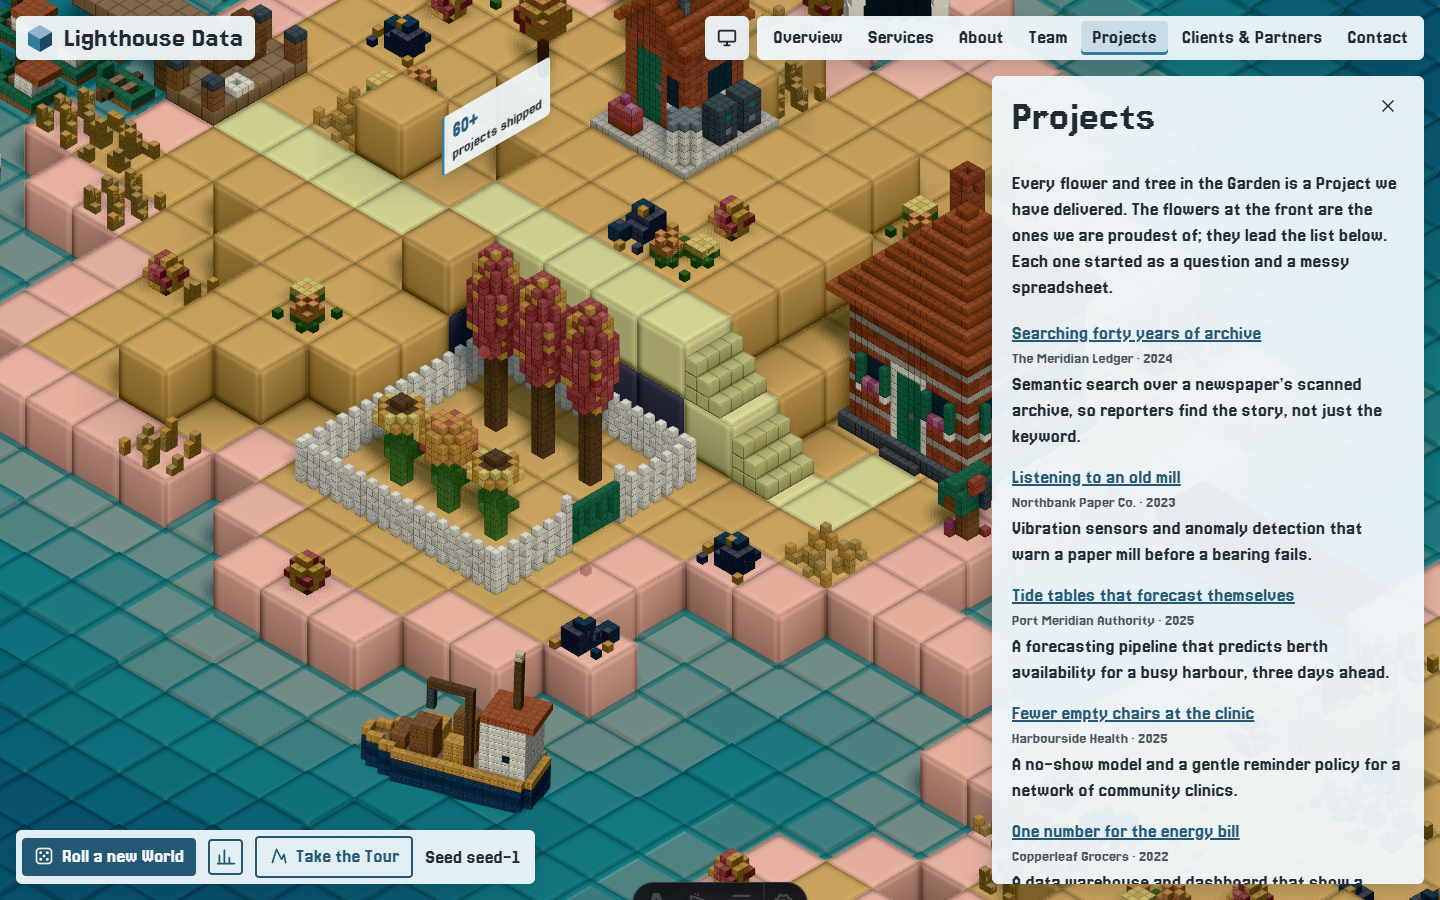 Lighthouse Data
Overview Services About Team Projects Clients & Partners Contact
60+
projects shipped
Projects
Every flower and tree in the Garden is a Project we
have delivered. The flowers at the front are the
ones we are proudest of; they lead the list below.
Each one started as a question and a messy
spreadsheet.
Searching forty years of archive
The Meridian Ledger · 2024
Semantic search over a newspaper's scanned
archive, so reporters find the story, not just the
keyword.
Listening to an old mill
Northbank Paper Co. · 2023
Vibration sensors and anomaly detection that
warn a paper mill before a bearing fails.
Tide tables that forecast themselves
Port Meridian Authority · 2025
A forecasting pipeline that predicts berth
availability for a busy harbour, three days ahead.
Fewer empty chairs at the clinic
Harbourside Health · 2025
A no-show model and a gentle reminder policy for a
network of community clinics.
One number for the energy bill
Copperleaf Grocers · 2022
A data warehouse and dashboard that show a
Roll a new World
Take the Tour
Seed seed-1